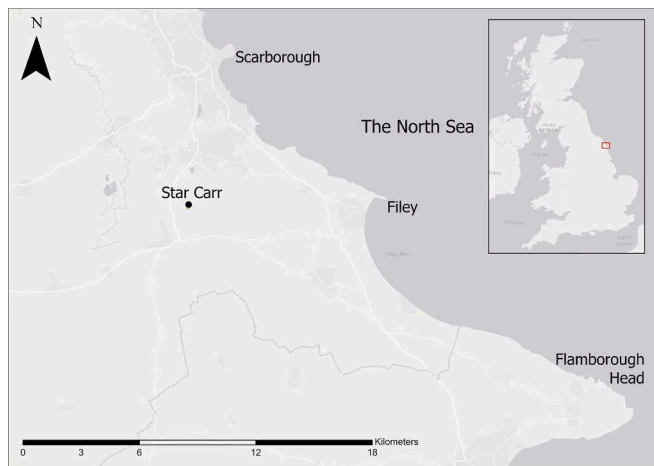 N
Scarborough
The North Sea
Star Carr
Filey
Flamborough
Head
Kilometers
0 3 6 12 18